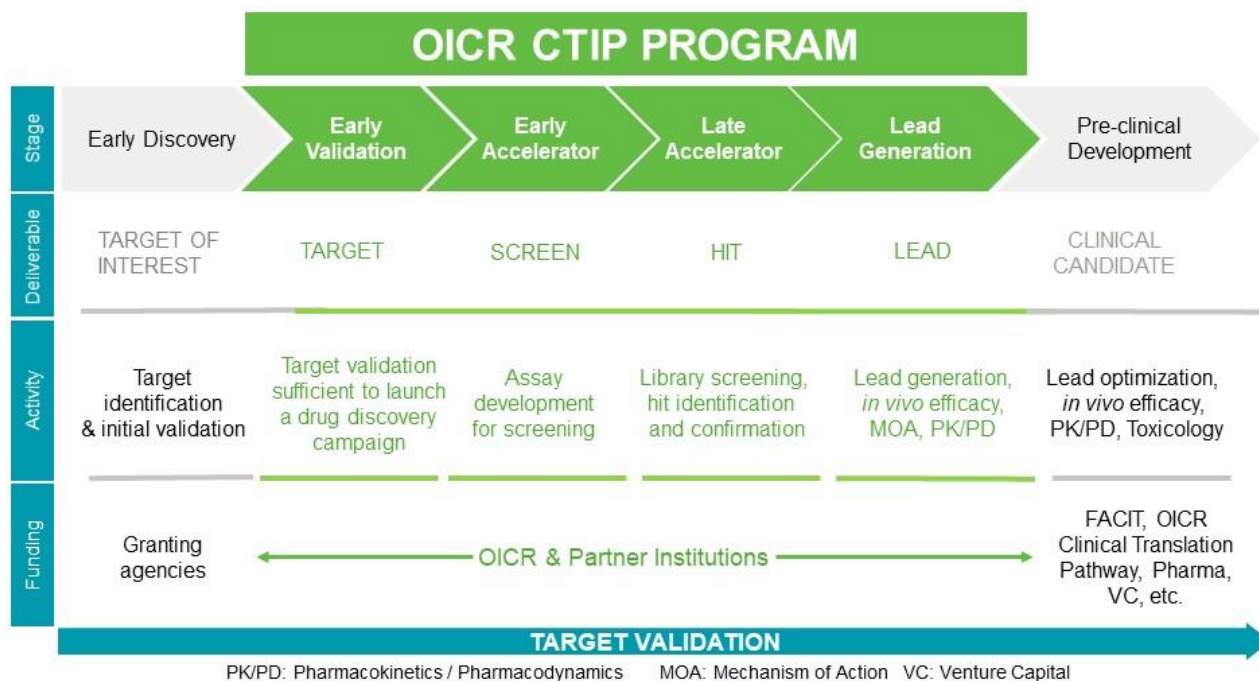 OICR CTIP PROGRAM
Stage
Early Discovery
Early
Validation
Early
Accelerator
Late
Accelerator
Lead
Generation
Pre-clinical
Development
Deliverable
TARGET OF
INTEREST
TARGET
SCREEN
HIT
LEAD
CLINICAL
CANDIDATE
Activity
Target
identification
& initial validation
Target validation
sufficient to launch
a drug discovery
campaign
Assay
development
for screening
Library screening,
hit identification
and confirmation
Lead generation,
in vivo efficacy,
MOA, PK/PD
Lead optimization,
in vivo efficacy,
PK/PD, Toxicology
Funding
Granting
agencies
OICR & Partner Institutions
FACIT, OICR
Clinical Translation
Pathway, Pharma,
VC, etc.
TARGET VALIDATION
PK/PD: Pharmacokinetics / Pharmacodynamics MOA: Mechanism of Action VC: Venture Capital